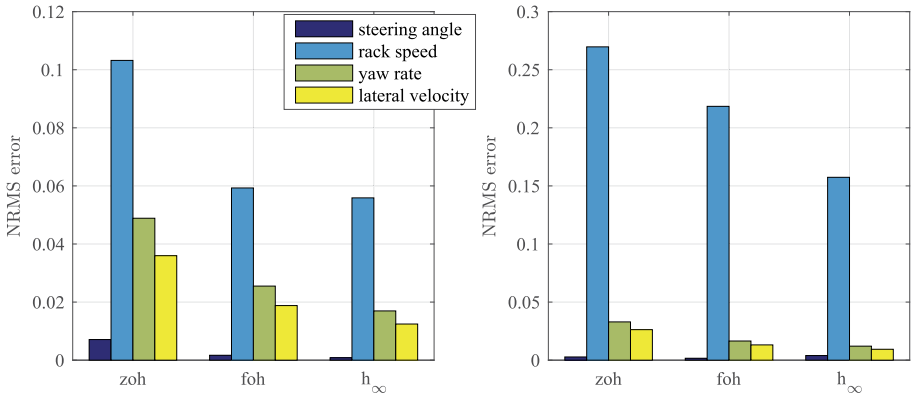 0.12
0.1
0.08
0.06
0.04
0.02
0
NRMS error
zoh
foh
h∞
steering angle
rack speed
yaw rate
lateral velocity
0.3
0.25
0.2
0.15
0.1
0.05
0
NRMS error
zoh
foh
h∞